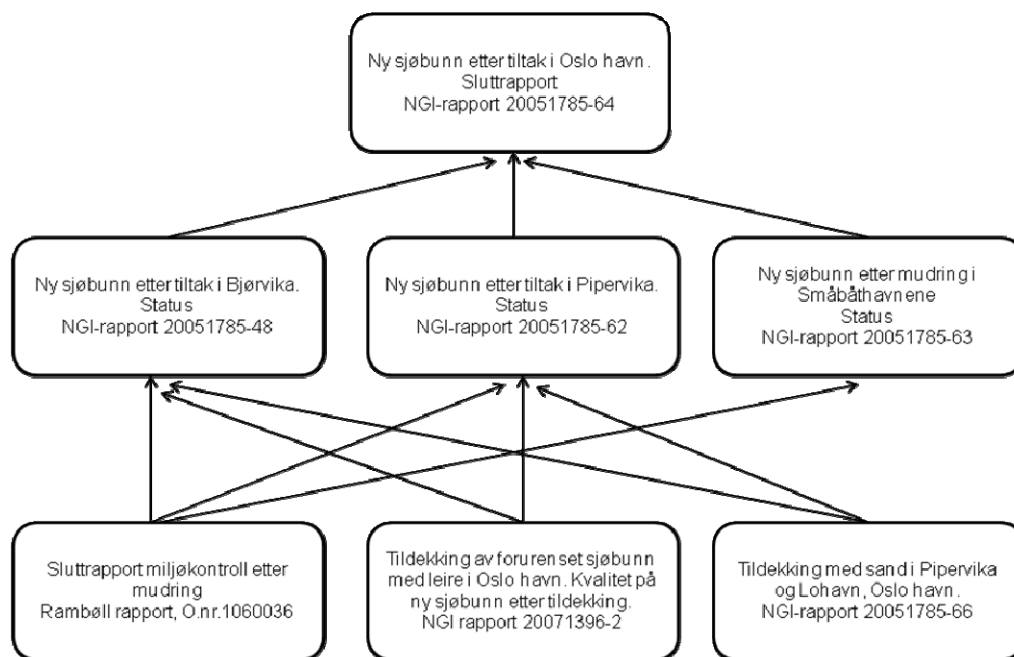 Ny sjøbunn etter tiltak i Oslo havn.
Sluttrapport
NGI-rapport 20051785-64
Ny sjøbunn etter tiltak i Bjørvika.
Status
NGI-rapport 20051785-48
Ny sjøbunn etter tiltak i Pipervika.
Status
NGI-rapport 20051785-62
Ny sjøbunn etter mudring i
Småbåthavnene
Status
NGI-rapport 20051785-63
Sluttrapport miljøkontroll etter
mudring
Rambøll rapport, O.nr.1060036
Tildekking av forurenset sjøbunn
med leire i Oslo havn. Kvalitet på
ny sjøbunn etter tildekking.
NGI rapport 20071396-2
Tildekking med sand i Pipervika
og Lohavn, Oslo havn.
NGI-rapport 20051785-66